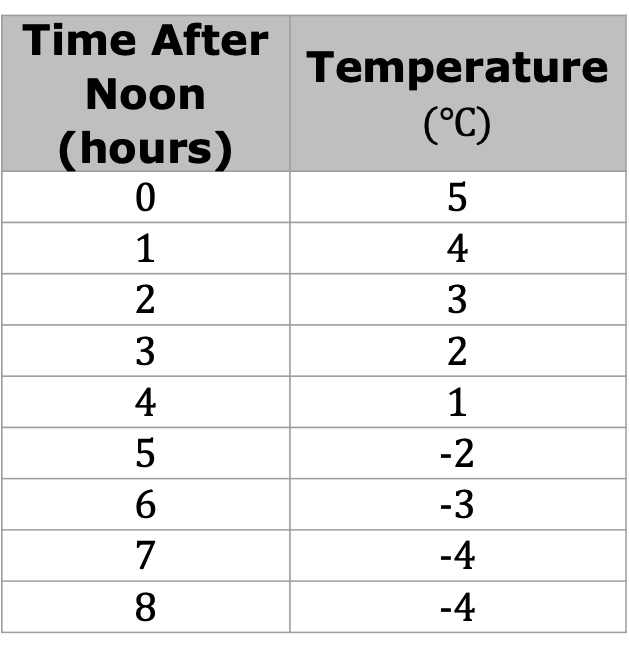 Time After
Noon
(hours)
Temperature
(°C)
0 5
1 4
2 3
3 2
4 1
5 -2
6 -3
7 -4
8 -4